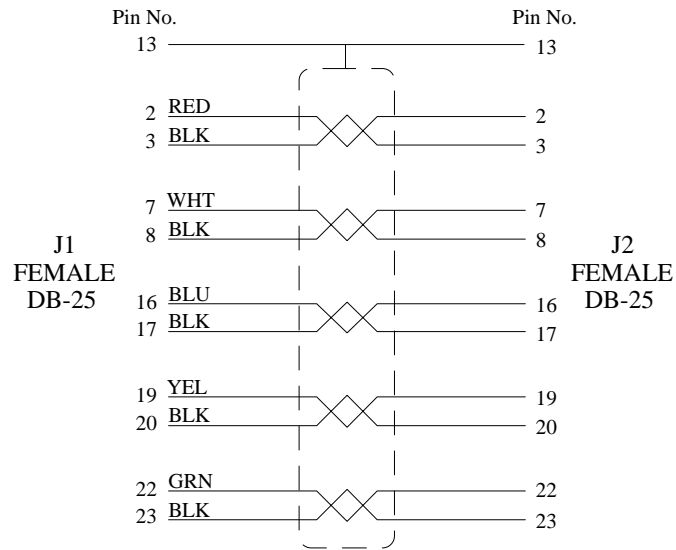 Pin No. Pin No.
13 13
2 RED 2
3 BLK 3
7 WHT 7
8 BLK 8
J1 J2
FEMALE FEMALE
DB-25 DB-25
16 BLU 16
17 BLK 17
19 YEL 19
20 BLK 20
22 GRN 22
23 BLK 23